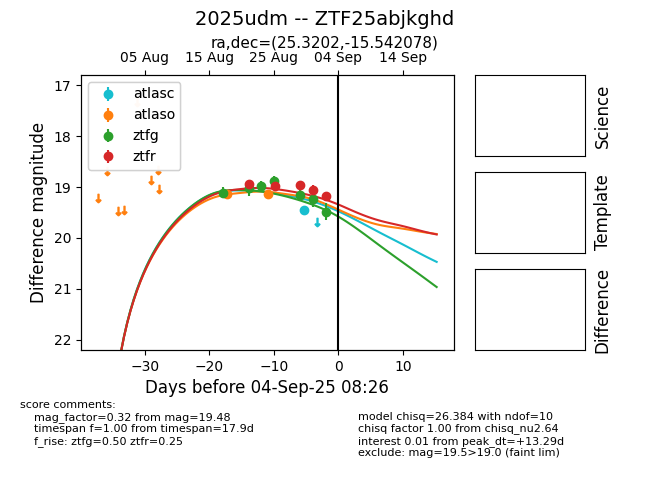 2025udm -- ZTF25abjkghd
ra,dec=(25.3202,-15.542078)
05 Aug 15 Aug 25 Aug 04 Sep 14 Sep
17
18
19
20
21
22
Difference magnitude
atlasc
atlaso
ztfg
ztfr
−30 −20 −10 0 10
Days before 04-Sep-25 08:26
Science
Template
Difference
score comments:
mag_factor=0.32 from mag=19.48
timespan f=1.00 from timespan=17.9d
f_rise: ztfg=0.50 ztfr=0.25
model chisq=26.384 with ndof=10
chisq factor 1.00 from chisq_nu2.64
interest 0.01 from peak_dt=+13.29d
exclude: mag=19.5>19.0 (faint lim)